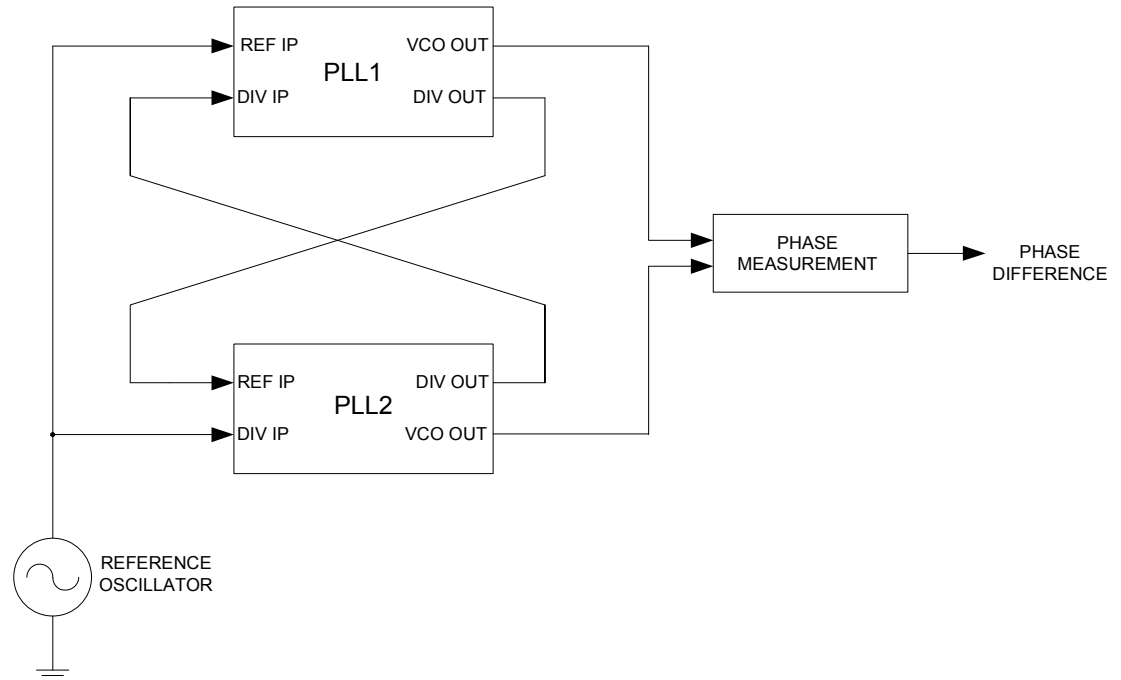 REF IP
VCO OUT
PLL1
DIV IP
DIV OUT
PHASE
MEASUREMENT
PHASE
DIFFERENCE
REF IP
DIV OUT
PLL2
DIV IP
VCO OUT
REFERENCE
OSCILLATOR